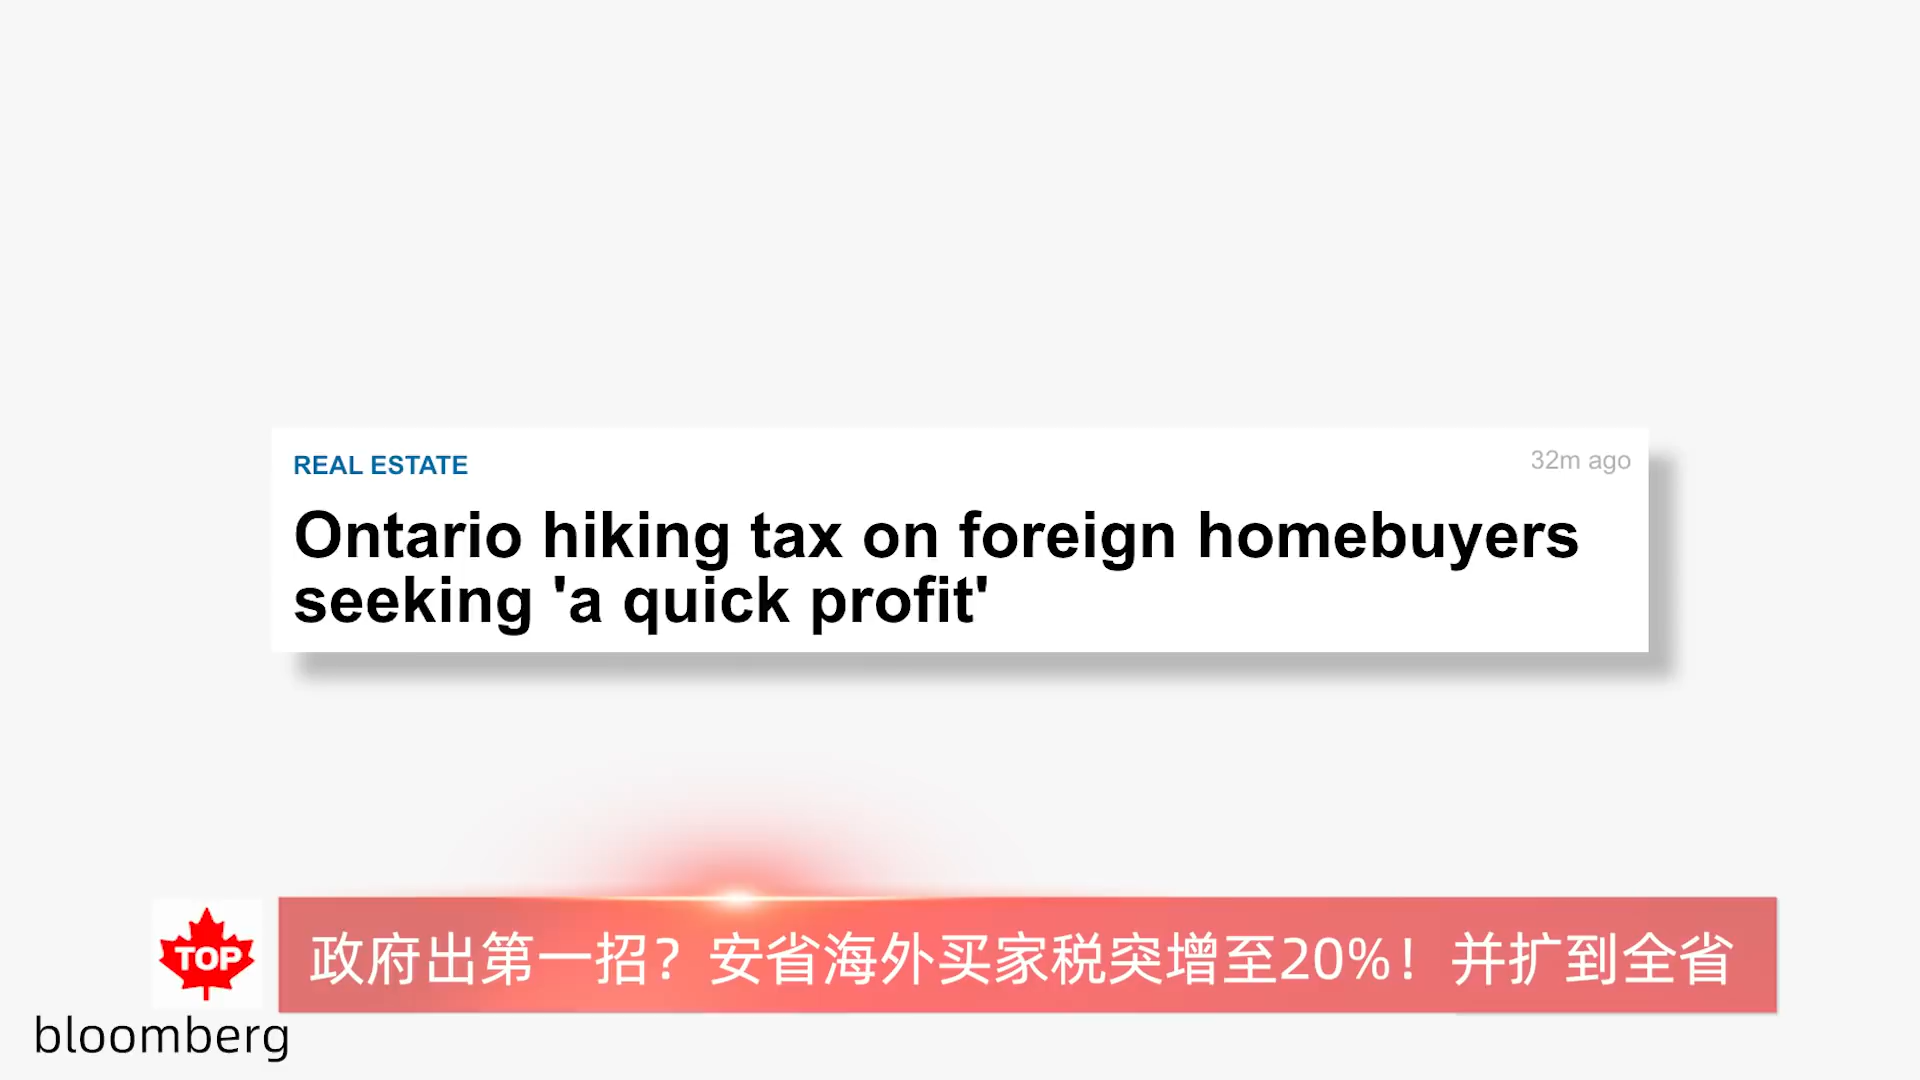 REAL ESTATE
32m ago
Ontario hiking tax on foreign homebuyers
seeking 'a quick profit'
TOP
政府出第一招？安省海外买家税突增至20%！并扩到全省
bloomberg